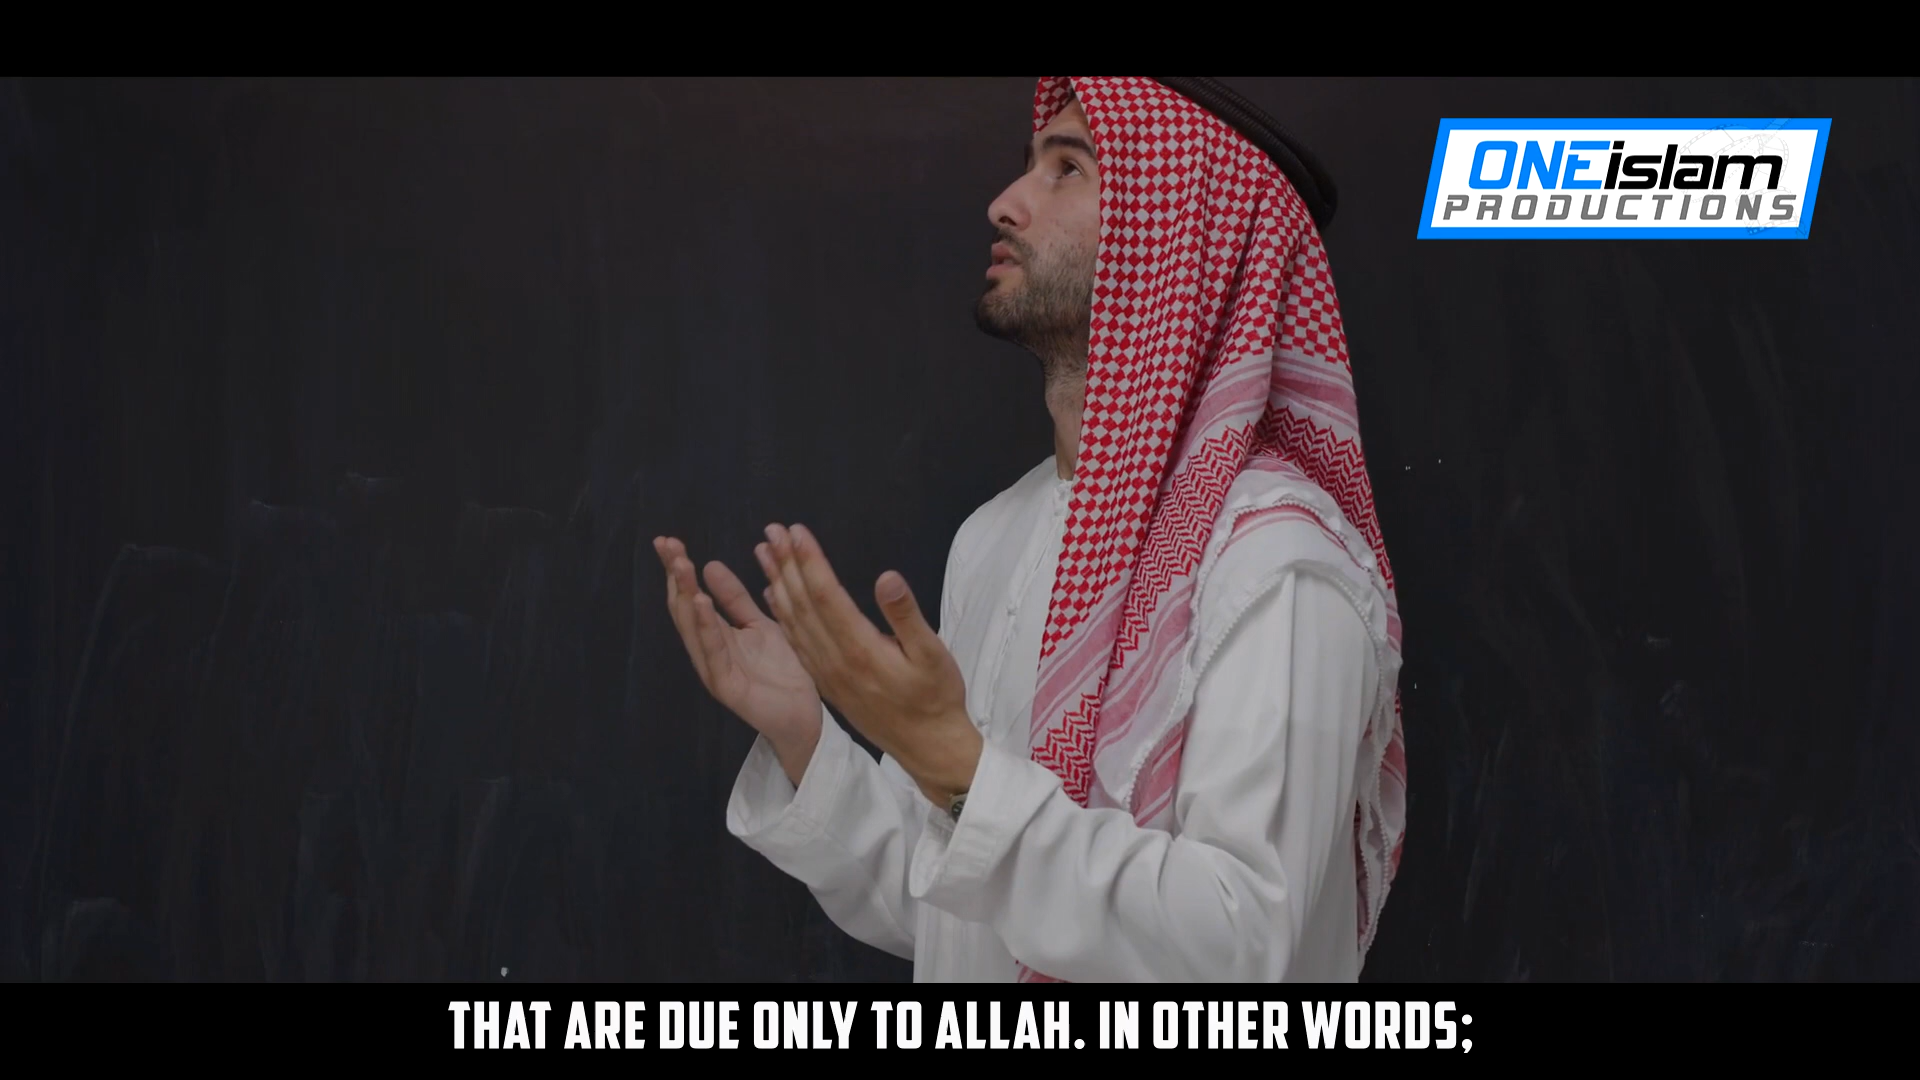 ONEislam
PRODUCTIONS
THAT ARE DUE ONLY TO ALLAH. IN OTHER WORDS;